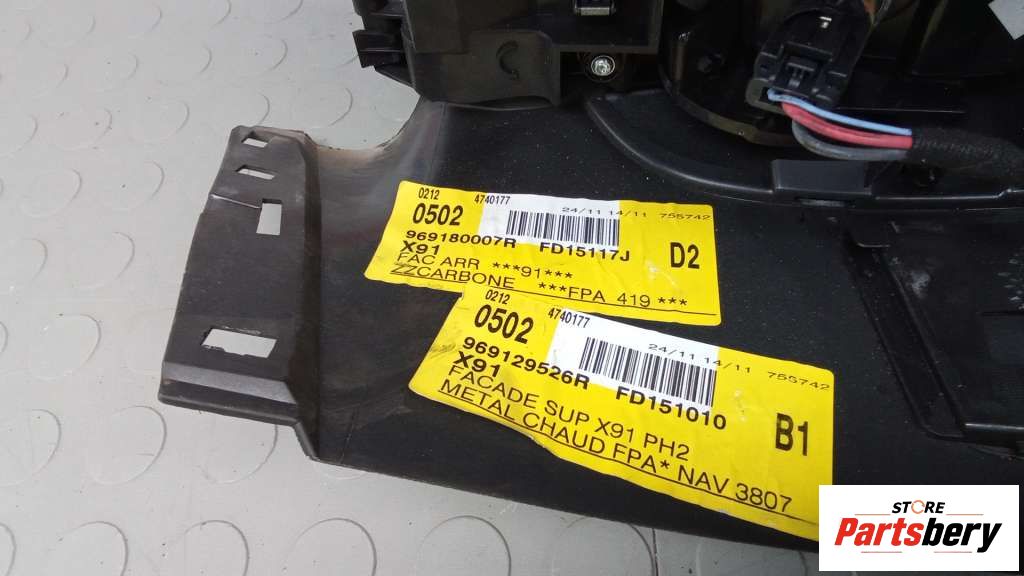 0212
0502 4740177 24/11 14/11 755742
969180007R FD15117J D2
X91
FAC ARR ***91***
ZZCARBONE ***FPA 419 ***
0212
0502 4740177 24/11 14/11 755742
969129526R FD151010 B1
X91
FACADE SUP X91 PH2
METAL CHAUD FPA* NAV 3807
STORE
Partsbery